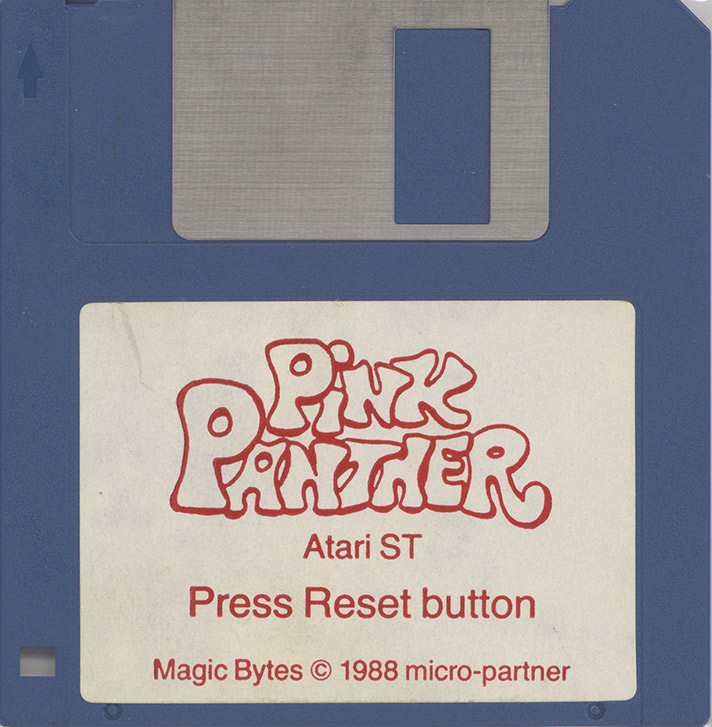 Pink
PANTHER
Atari ST
Press Reset button
Magic Bytes © 1988 micro-partner